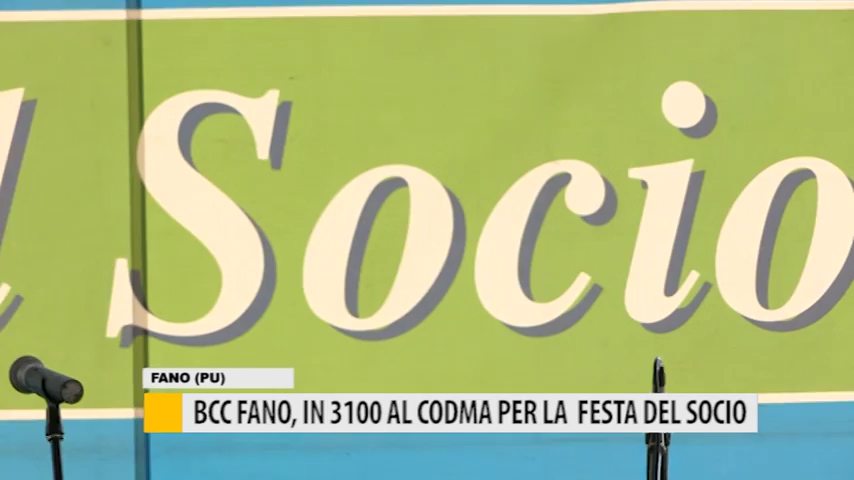 l Socio
FANO (PU)
BCC FANO, IN 3100 AL CODMA PER LA FESTA DEL SOCIO